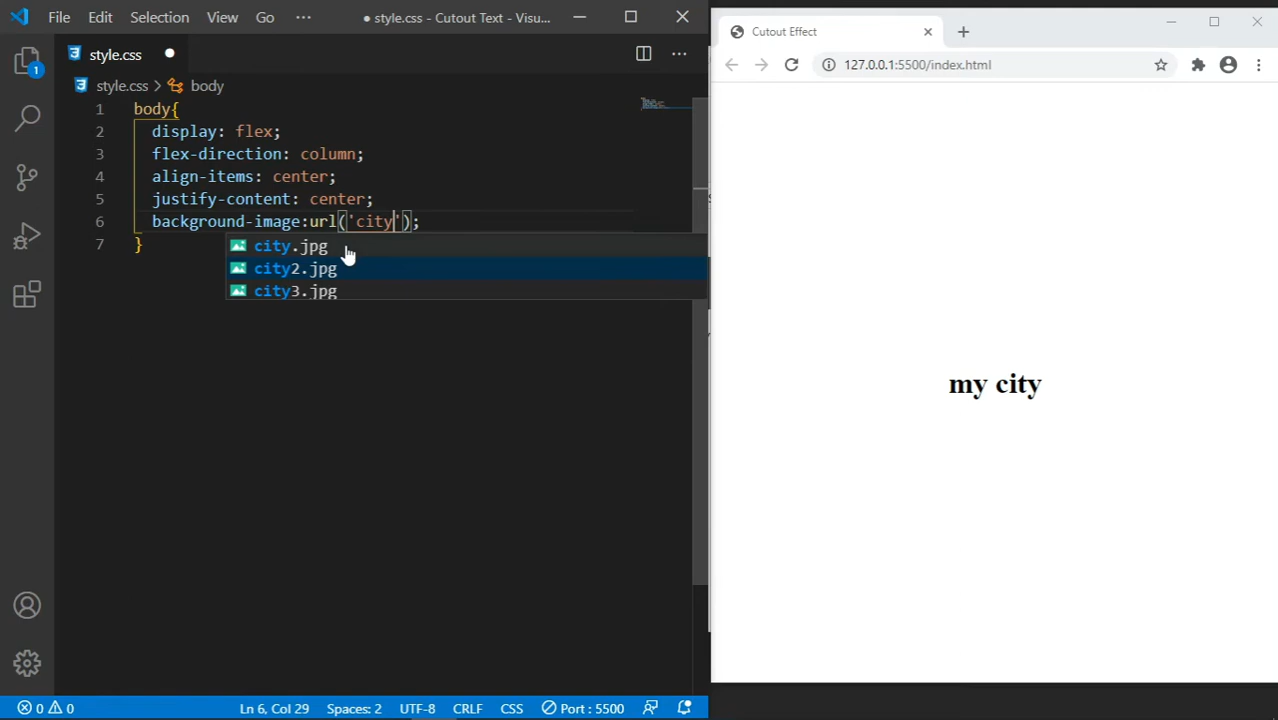 File Edit Selection View Go ··· ● style.css - Cutout Text - Visu...
style.css ●
style.css > body
1 body{
2 display: flex;
3 flex-direction: column;
4 align-items: center;
5 justify-content: center;
6 background-image:url('city');
7 }
city.jpg
city2.jpg
city3.jpg
1
0 0 Ln 6, Col 29 Spaces: 2 UTF-8 CRLF CSS Port : 5500
Cutout Effect
127.0.0.1:5500/index.html
my city